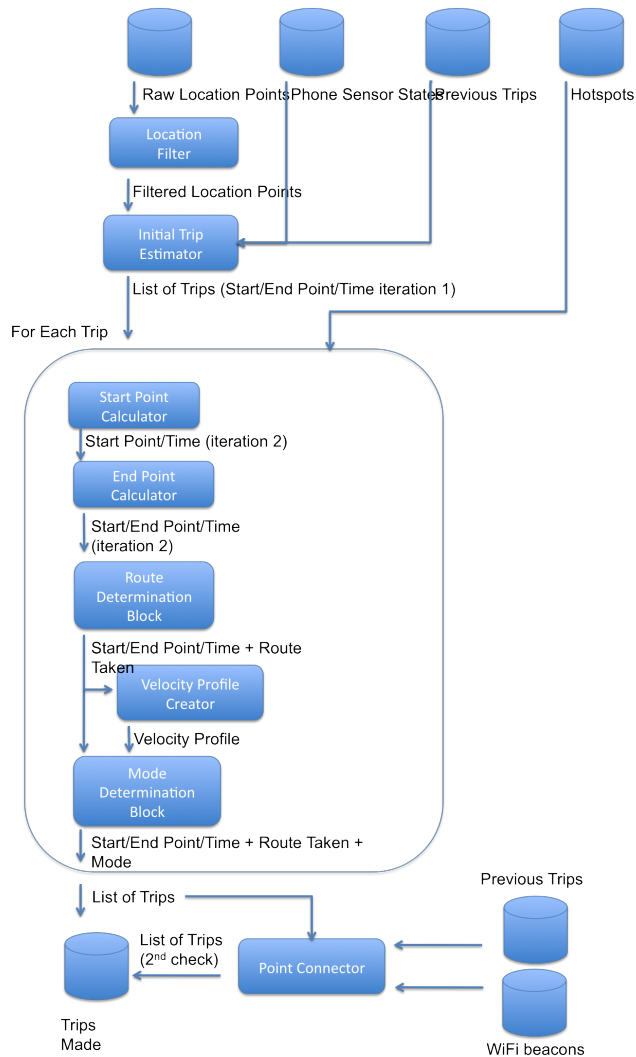 Raw Location Points
Phone Sensor States
Previous Trips
Hotspots
Location
Filter
Filtered Location Points
Initial Trip
Estimator
List of Trips (Start/End Point/Time iteration 1)
For Each Trip
Start Point
Calculator
Start Point/Time (iteration 2)
End Point
Calculator
Start/End Point/Time
(iteration 2)
Route
Determination
Block
Start/End Point/Time + Route
Taken
Velocity Profile
Creator
Velocity Profile
Mode
Determination
Block
Start/End Point/Time + Route Taken +
Mode
List of Trips
Previous Trips
List of Trips
(2nd check)
Point Connector
Trips
Made
WiFi beacons